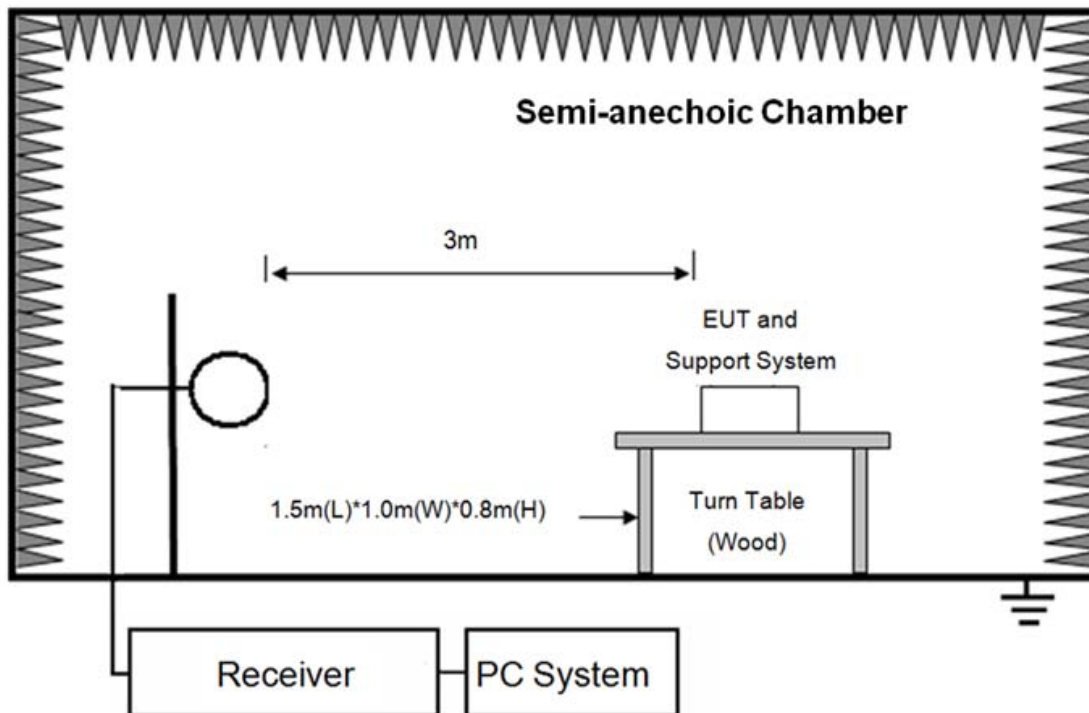 Semi-anechoic Chamber
3m
EUT and
Support System
1.5m(L)*1.0m(W)*0.8m(H)
Turn Table
(Wood)
Receiver
PC System